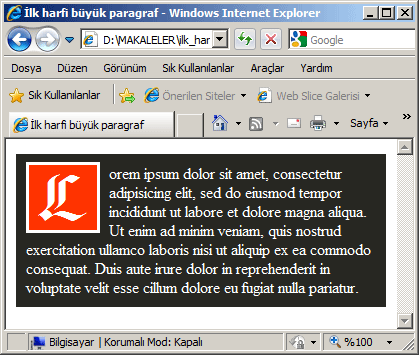 İlk harfi büyük paragraf - Windows Internet Explorer
D:\MAKALELER\ilk_har
Google
Dosya Düzen Görünüm Sık Kullanılanlar Araçlar Yardım
Sık Kullanılanlar Önerilen Siteler Web Slice Galerisi
İlk harfi büyük paragraf Sayfa
Lorem ipsum dolor sit amet, consectetur
adipisicing elit, sed do eiusmod tempor
incididunt ut labore et dolore magna aliqua.
Ut enim ad minim veniam, quis nostrud
exercitation ullamco laboris nisi ut aliquip ex ea commodo
consequat. Duis aute irure dolor in reprehenderit in
voluptate velit esse cillum dolore eu fugiat nulla pariatur.
Bilgisayar | Korumalı Mod: Kapalı %100